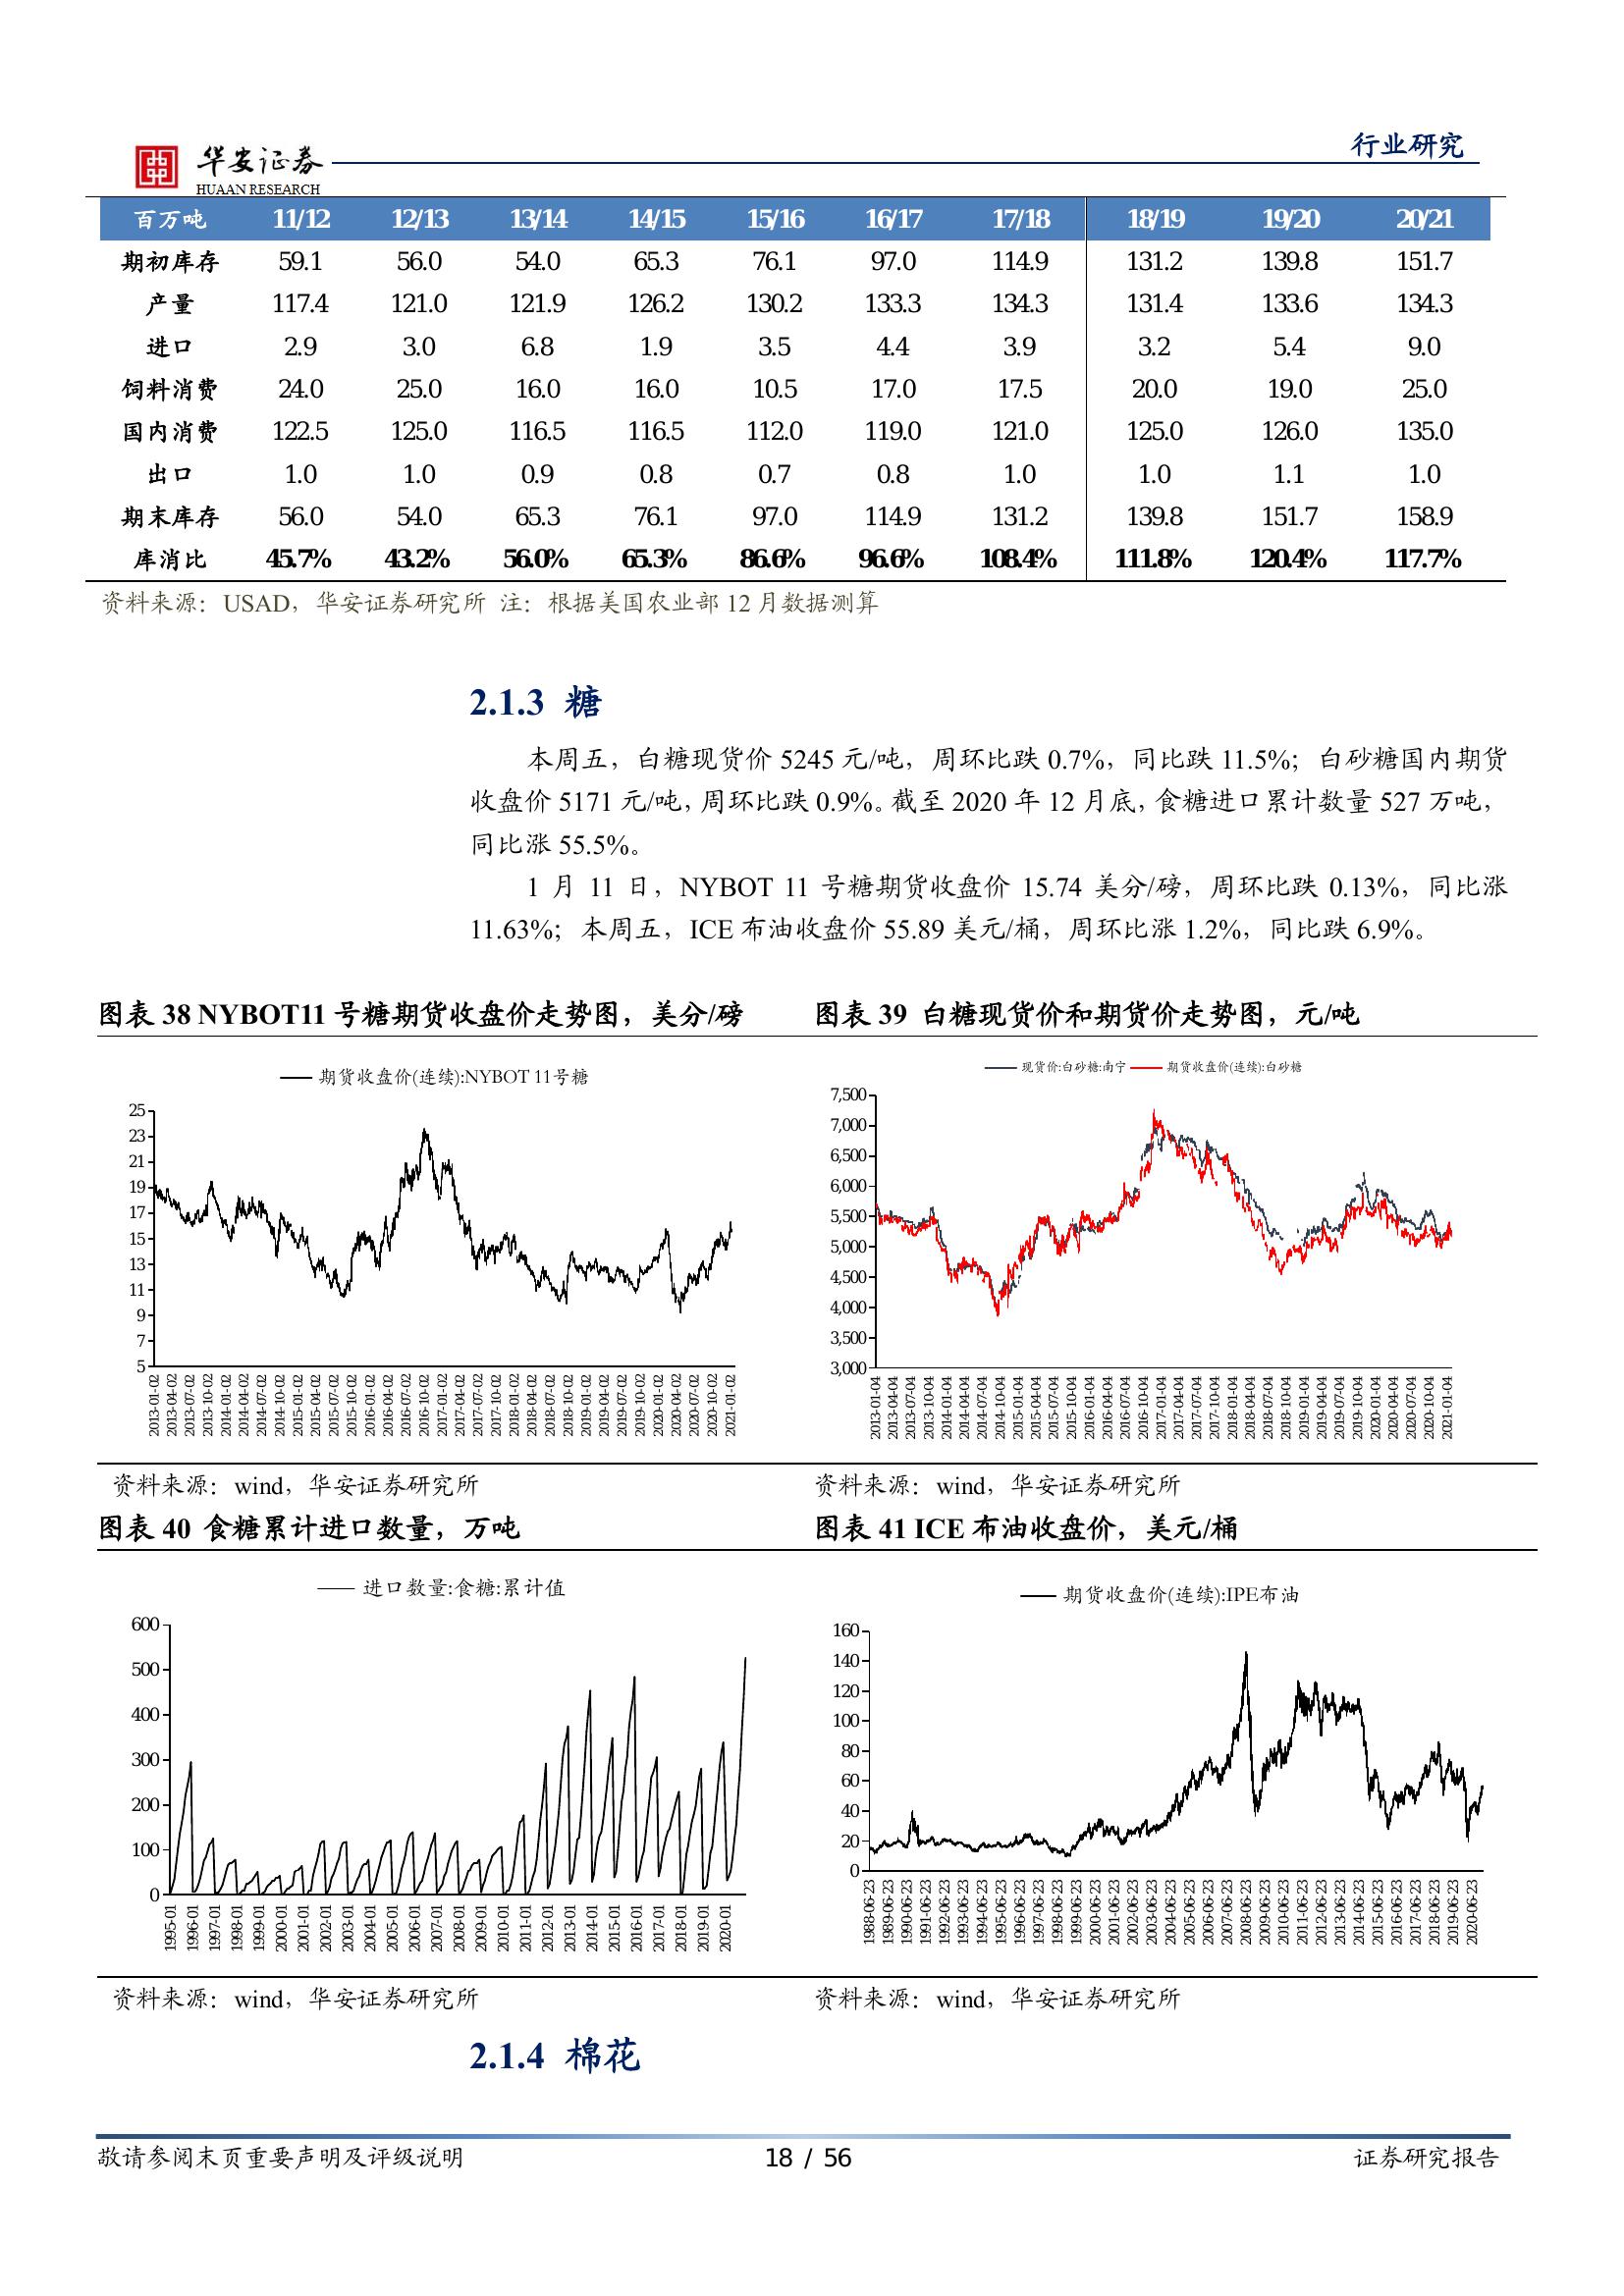 行业研究
华安证券
HUAAN RESEARCH
百万吨 11/12 12/13 13/14 14/15 15/16 16/17 17/18 18/19 19/20 20/21
期初库存 59.1 56.0 54.0 65.3 76.1 97.0 114.9 131.2 139.8 151.7
产量 117.4 121.0 121.9 126.2 130.2 133.3 134.3 131.4 133.6 134.3
进口 2.9 3.0 6.8 1.9 3.5 4.4 3.9 3.2 5.4 9.0
饲料消费 24.0 25.0 16.0 16.0 10.5 17.0 17.5 20.0 19.0 25.0
国内消费 122.5 125.0 116.5 116.5 112.0 119.0 121.0 125.0 126.0 135.0
出口 1.0 1.0 0.9 0.8 0.7 0.8 1.0 1.0 1.1 1.0
期末库存 56.0 54.0 65.3 76.1 97.0 114.9 131.2 139.8 151.7 158.9
库消比 45.7% 43.2% 56.0% 65.3% 86.6% 96.6% 108.4% 111.8% 120.4% 117.7%
资料来源：USAD，华安证券研究所 注：根据美国农业部 12 月数据测算
2.1.3 糖
本周五，白糖现货价 5245 元/吨，周环比跌 0.7%，同比跌 11.5%；白砂糖国内期货
收盘价 5171 元/吨，周环比跌 0.9%。截至 2020 年 12 月底，食糖进口累计数量 527 万吨，
同比涨 55.5%。
1 月 11 日，NYBOT 11 号糖期货收盘价 15.74 美分/磅，周环比跌 0.13%，同比涨
11.63%；本周五，ICE 布油收盘价 55.89 美元/桶，周环比涨 1.2%，同比跌 6.9%。
图表 38 NYBOT11 号糖期货收盘价走势图，美分/磅
期货收盘价(连续):NYBOT 11号糖
25
23
21
19
17
15
13
11
9
7
5
2013-01-02 2013-04-02 2013-07-02 2013-10-02 2014-01-02 2014-04-02 2014-07-02 2014-10-02 2015-01-02 2015-04-02 2015-07-02 2015-10-02 2016-01-02 2016-04-02 2016-07-02 2016-10-02 2017-01-02 2017-04-02 2017-07-02 2017-10-02 2018-01-02 2018-04-02 2018-07-02 2018-10-02 2019-01-02 2019-04-02 2019-07-02 2019-10-02 2020-01-02 2020-04-02 2020-07-02 2020-10-02 2021-01-02
资料来源：wind，华安证券研究所
图表 39 白糖现货价和期货价走势图，元/吨
现货价:白砂糖:南宁 期货收盘价(连续):白砂糖
7,500
7,000
6,500
6,000
5,500
5,000
4,500
4,000
3,500
3,000
2013-01-04 2013-04-04 2013-07-04 2013-10-04 2014-01-04 2014-04-04 2014-07-04 2014-10-04 2015-01-04 2015-04-04 2015-07-04 2015-10-04 2016-01-04 2016-04-04 2016-07-04 2016-10-04 2017-01-04 2017-04-04 2017-07-04 2017-10-04 2018-01-04 2018-04-04 2018-07-04 2018-10-04 2019-01-04 2019-04-04 2019-07-04 2019-10-04 2020-01-04 2020-04-04 2020-07-04 2020-10-04 2021-01-04
资料来源：wind，华安证券研究所
图表 40 食糖累计进口数量，万吨
进口数量:食糖:累计值
600
500
400
300
200
100
0
1995-01 1996-01 1997-01 1998-01 1999-01 2000-01 2001-01 2002-01 2003-01 2004-01 2005-01 2006-01 2007-01 2008-01 2009-01 2010-01 2011-01 2012-01 2013-01 2014-01 2015-01 2016-01 2017-01 2018-01 2019-01 2020-01
资料来源：wind，华安证券研究所
图表 41 ICE 布油收盘价，美元/桶
期货收盘价(连续):IPE布油
160
140
120
100
80
60
40
20
0
1988-06-23 1989-06-23 1990-06-23 1991-06-23 1992-06-23 1993-06-23 1994-06-23 1995-06-23 1996-06-23 1997-06-23 1998-06-23 1999-06-23 2000-06-23 2001-06-23 2002-06-23 2003-06-23 2004-06-23 2005-06-23 2006-06-23 2007-06-23 2008-06-23 2009-06-23 2010-06-23 2011-06-23 2012-06-23 2013-06-23 2014-06-23 2015-06-23 2016-06-23 2017-06-23 2018-06-23 2019-06-23 2020-06-23
资料来源：wind，华安证券研究所
2.1.4 棉花
敬请参阅末页重要声明及评级说明 18 / 56 证券研究报告